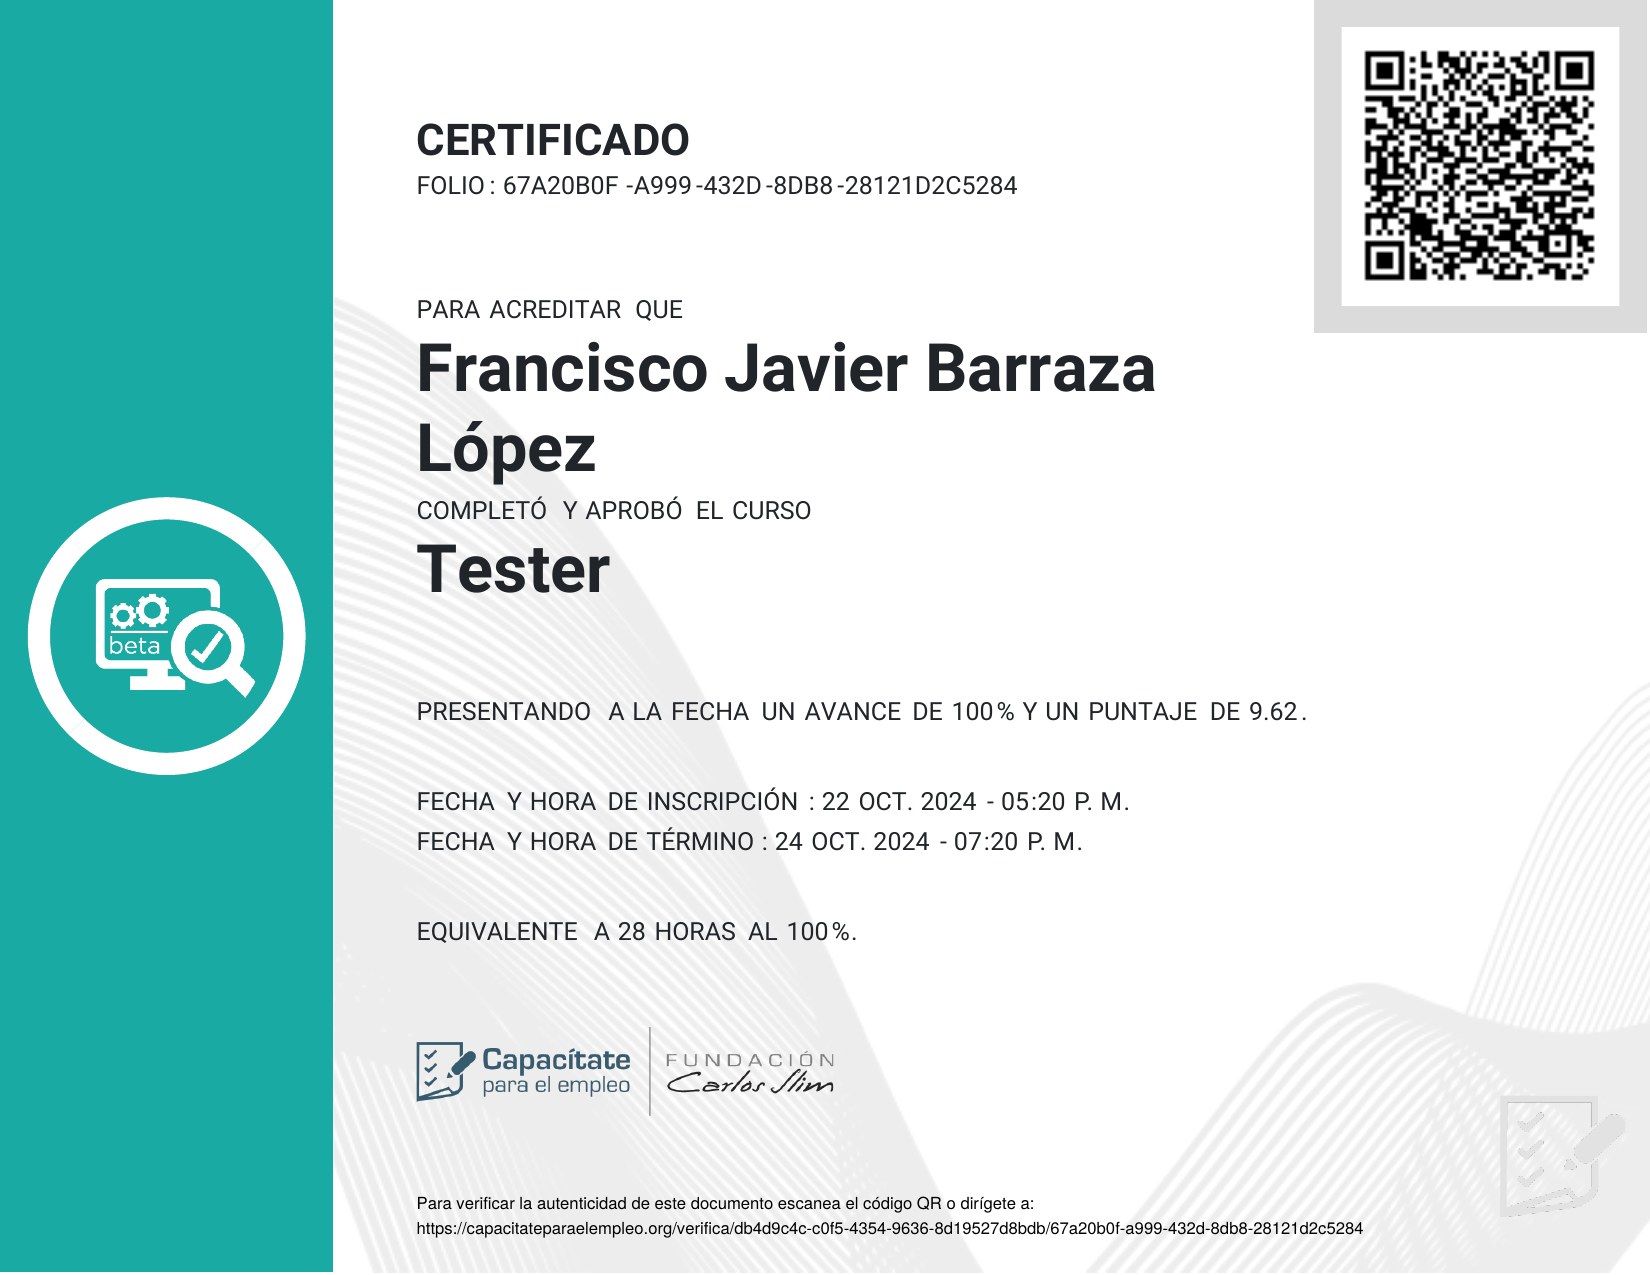 CERTIFICADO
FOLIO: 67A20B0F-A999-432D-8DB8-28121D2C5284
PARA ACREDITAR QUE
Francisco Javier Barraza
López
COMPLETÓ Y APROBÓ EL CURSO
Tester
beta
PRESENTANDO A LA FECHA UN AVANCE DE 100% Y UN PUNTAJE DE 9.62.
FECHA Y HORA DE INSCRIPCIÓN : 22 OCT. 2024 - 05:20 P. M.
FECHA Y HORA DE TÉRMINO : 24 OCT. 2024 - 07:20 P. M.
EQUIVALENTE A 28 HORAS AL 100%.
Capacítate
para el empleo
FUNDACIÓN
Carlos Slim
Para verificar la autenticidad de este documento escanea el código QR o dirígete a:
https://capacitateparaelempleo.org/verifica/db4d9c4c-c0f5-4354-9636-8d19527d8bdb/67a20b0f-a999-432d-8db8-28121d2c5284